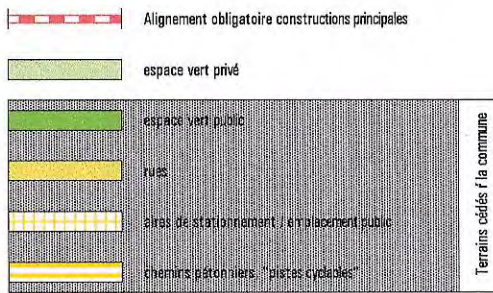 Alignement obligatoire constructions principales
espace vert privé
espace vert public
rues
aires de stationnement / emplacement public
chemins pétonniers, "pistes cyclables"
Terrains cédés f la commune